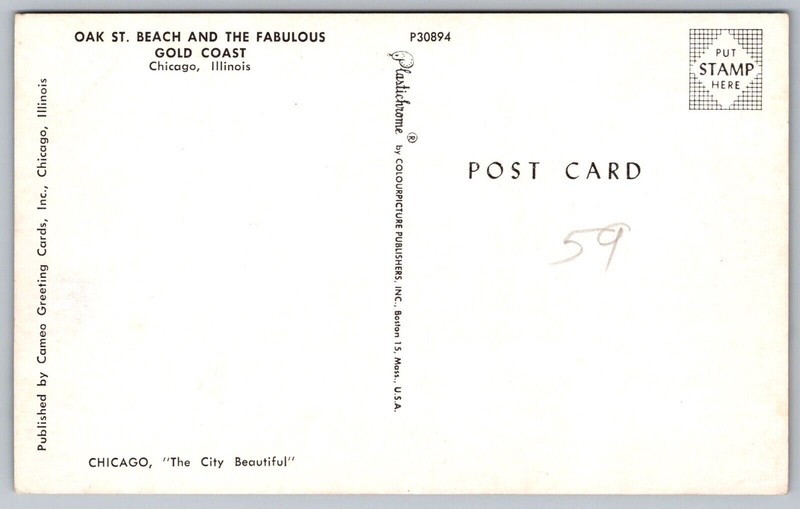 OAK ST. BEACH AND THE FABULOUS
GOLD COAST
Chicago, Illinois
Published by Cameo Greeting Cards, Inc., Chicago, Illinois
CHICAGO, "The City Beautiful"
P30894
Plastichrome ® by COLOURPICTURE PUBLISHERS, INC., Boston 15, Mass., U.S.A.
PUT
STAMP
HERE
POST CARD
59